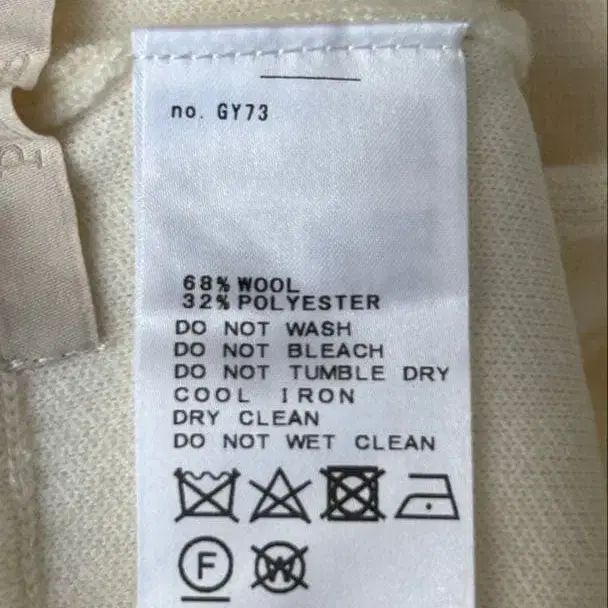 no. GY73
68% WOOL
32% POLYESTER
DO NOT WASH
DO NOT BLEACH
DO NOT TUMBLE DRY
COOL IRON
DRY CLEAN
DO NOT WET CLEAN
F W